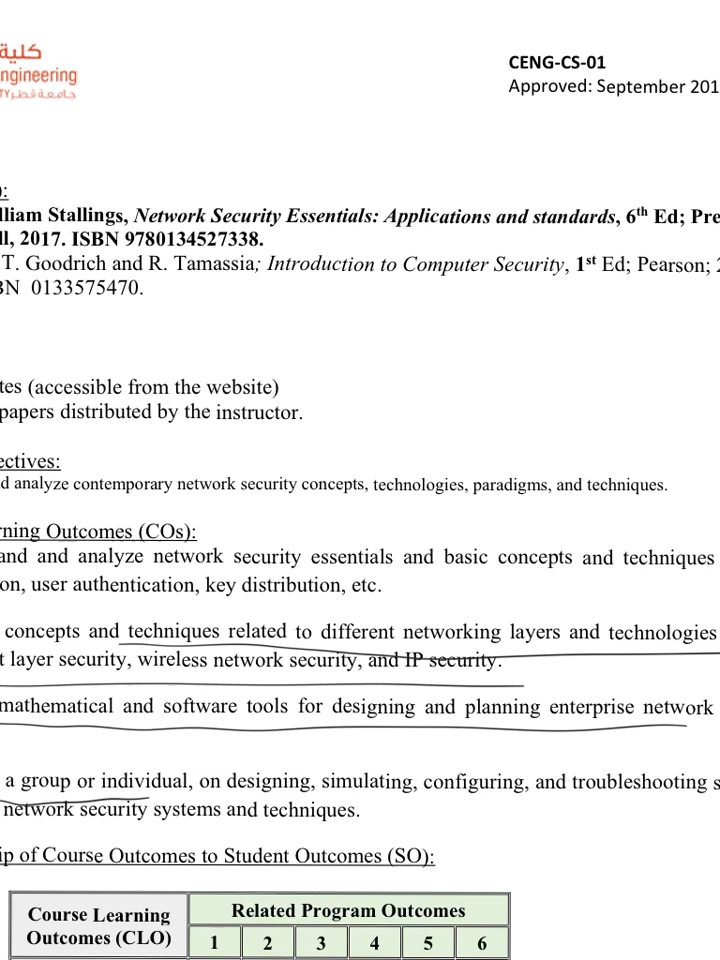 كلية
ngineering
جامعة قطر TY
CENG-CS-01
Approved: September 201
):
lliam Stallings, Network Security Essentials: Applications and standards, 6th Ed; Pre
ll, 2017. ISBN 9780134527338.
T. Goodrich and R. Tamassia; Introduction to Computer Security, 1st Ed; Pearson; 2
BN 0133575470.
tes (accessible from the website)
papers distributed by the instructor.
ectives:
d analyze contemporary network security concepts, technologies, paradigms, and techniques.
rning Outcomes (COs):
and and analyze network security essentials and basic concepts and techniques
on, user authentication, key distribution, etc.
concepts and techniques related to different networking layers and technologies
t layer security, wireless network security, and IP security.
mathematical and software tools for designing and planning enterprise network
a group or individual, on designing, simulating, configuring, and troubleshooting s
network security systems and techniques.
ip of Course Outcomes to Student Outcomes (SO):
Course Learning Outcomes (CLO)
Related Program Outcomes
1 2 3 4 5 6